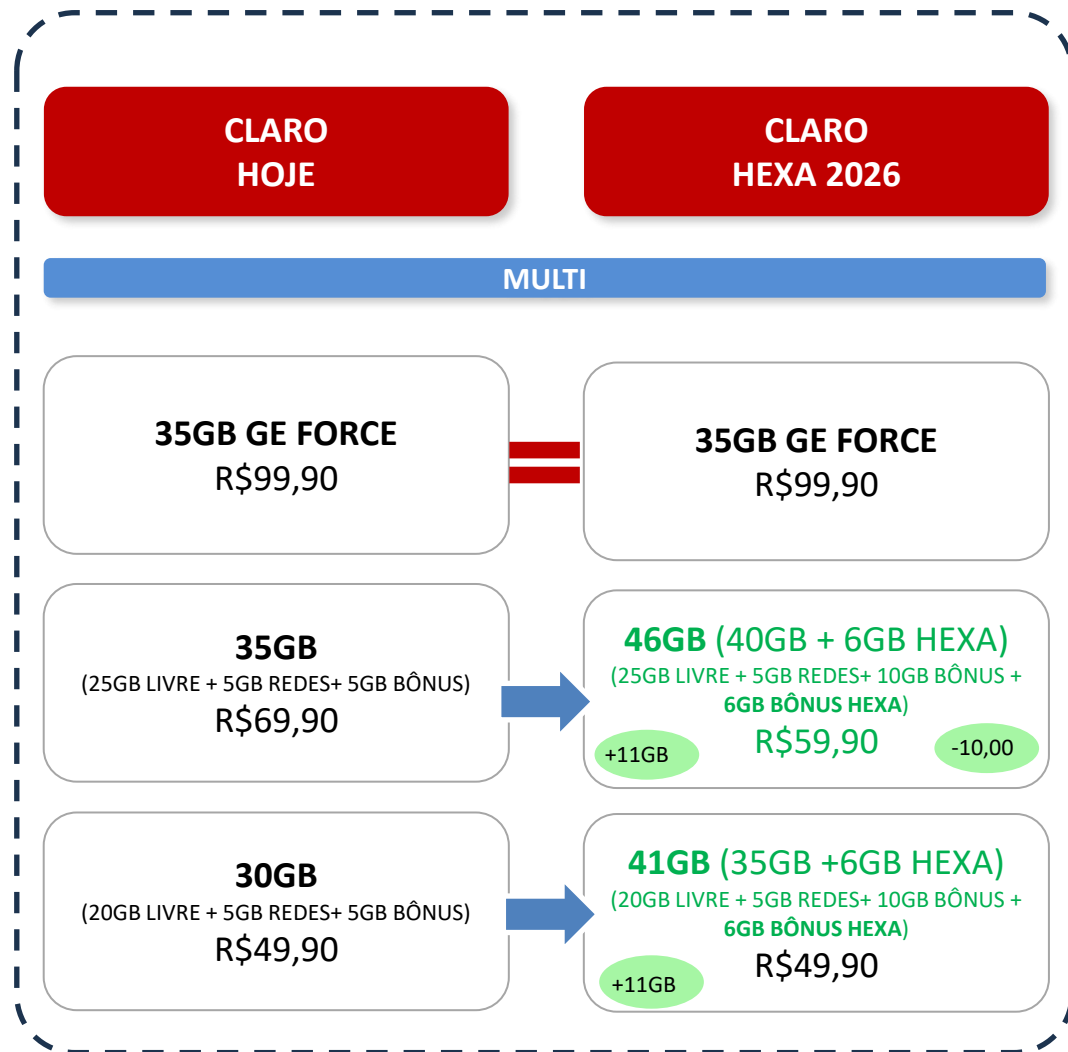 CLARO
HOJE
CLARO
HEXA 2026
MULTI
35GB GE FORCE
R$99,90
35GB GE FORCE
R$99,90
35GB
(25GB LIVRE + 5GB REDES+ 5GB BÔNUS)
R$69,90
46GB (40GB + 6GB HEXA)
(25GB LIVRE + 5GB REDES+ 10GB BÔNUS +
6GB BÔNUS HEXA)
R$59,90
+11GB
-10,00
30GB
(20GB LIVRE + 5GB REDES+ 5GB BÔNUS)
R$49,90
41GB (35GB +6GB HEXA)
(20GB LIVRE + 5GB REDES+ 10GB BÔNUS +
6GB BÔNUS HEXA)
R$49,90
+11GB